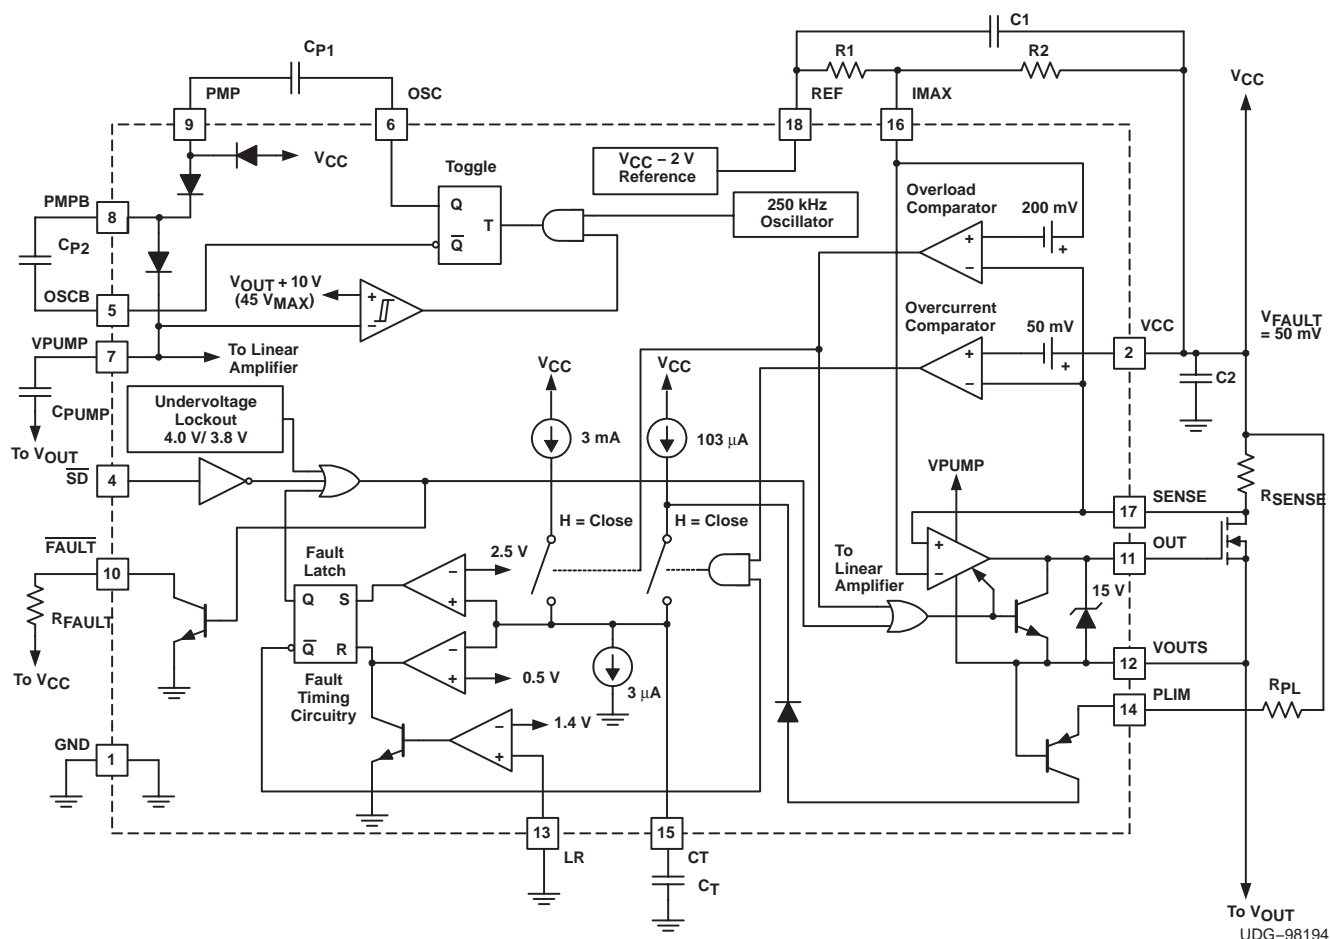 C1
R1
R2
CP1
PMP
OSC
REF
IMAX
VCC
9
6
18
16
VCC
VCC – 2 V
Reference
Toggle
Overload
Comparator
200 mV
+
PMPB
8
Q
T
Q̅
250 kHz
Oscillator
+
–
CP2
OSCB
5
VOUT + 10 V
(45 VMAX)
+
–
Overcurrent
Comparator
50 mV
+
VCC
2
VFAULT
= 50 mV
VPUMP
7
To Linear
Amplifier
+
–
C2
CPUMP
To VOUT
Undervoltage
Lockout
4.0 V/ 3.8 V
VCC
VCC
3 mA
103 µA
S̅D̅
4
VPUMP
SENSE
17
RSENSE
H = Close
H = Close
F̅A̅U̅L̅T̅
10
Fault
Latch
–
+
2.5 V
To
Linear
Amplifier
+
–
OUT
11
15 V
RFAULT
To VCC
Q
S
Q̅
R
Fault
Timing
Circuitry
–
+
0.5 V
3 µA
VOUTS
12
PLIM
14
RPL
–
+
1.4 V
GND
1
13
LR
15
CT
CT
To VOUT
UDG–98194